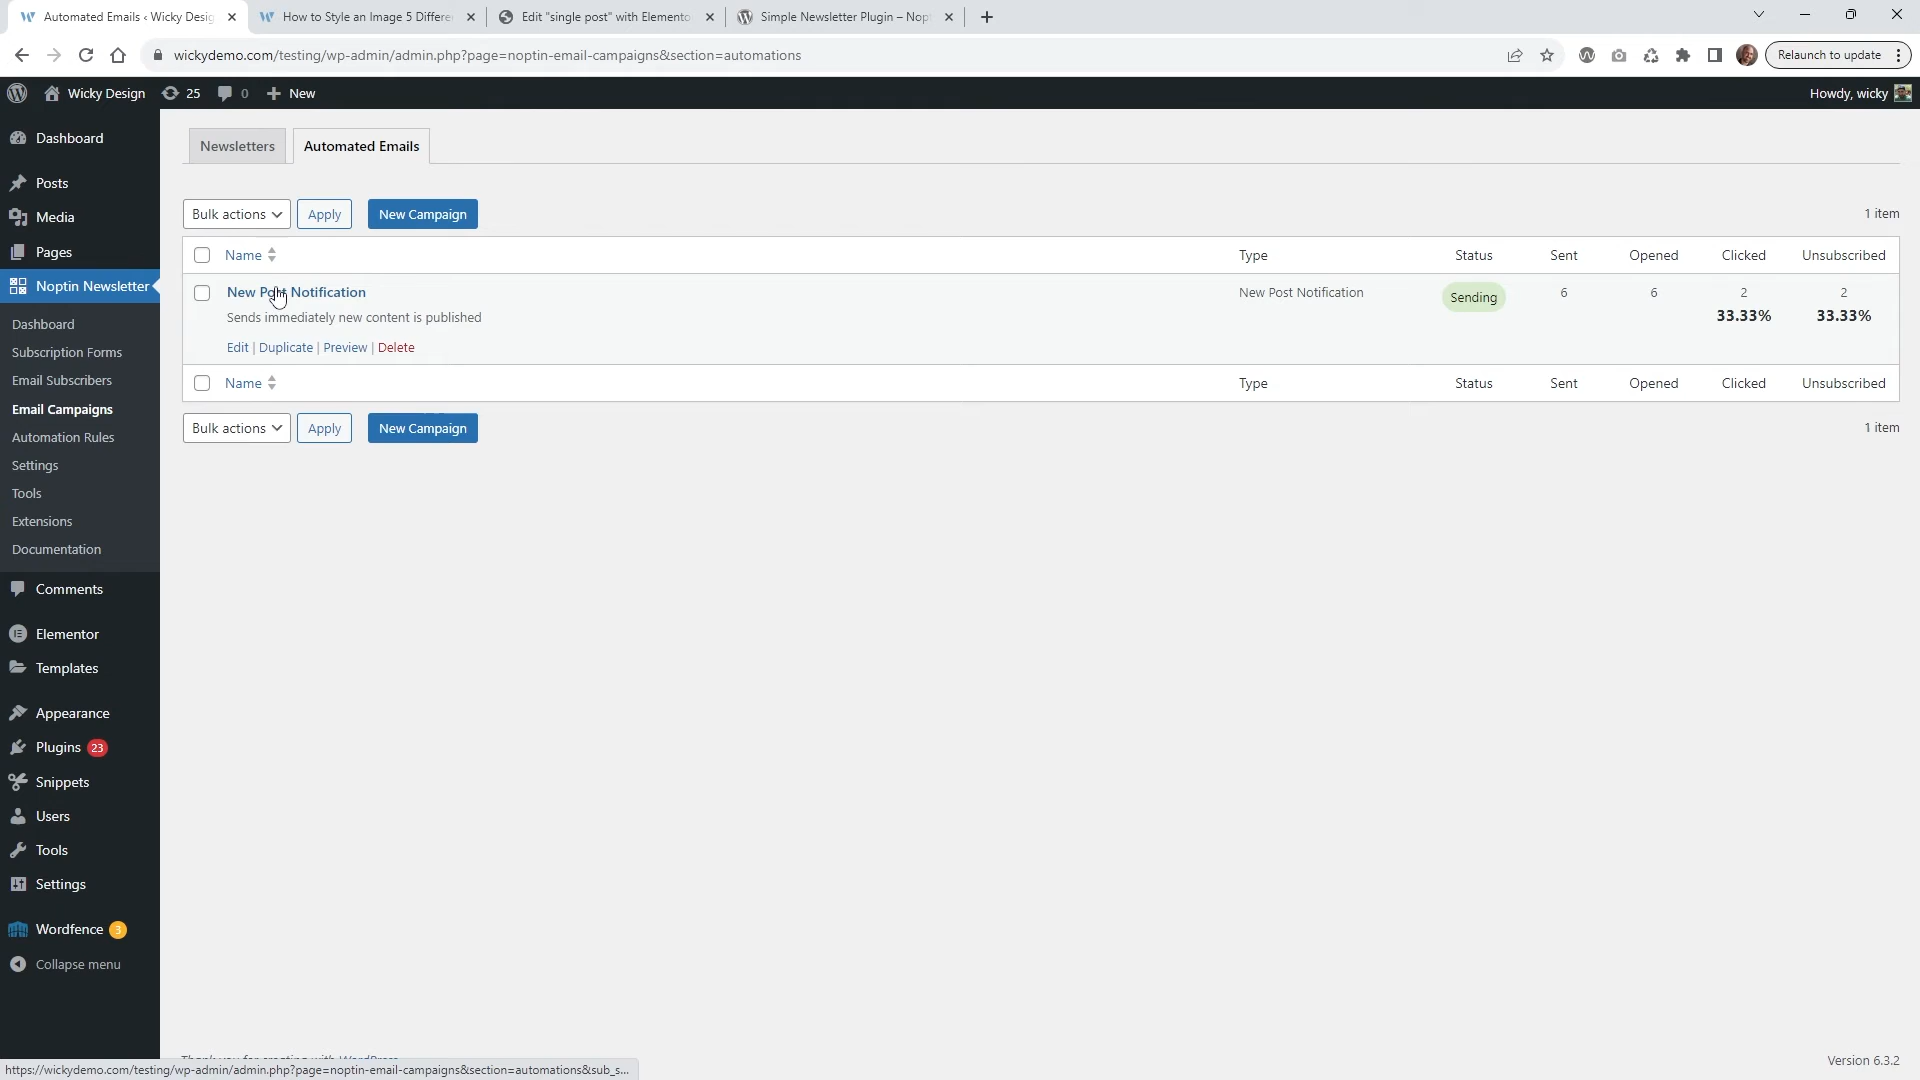 Automated Emails ‹ Wicky Desig
How to Style an Image 5 Differe
Edit "single post" with Elemento
Simple Newsletter Plugin – Nop
wickydemo.com/testing/wp-admin/admin.php?page=noptin-email-campaigns&section=automations
Relaunch to update
Wicky Design
25
0
New
Howdy, wicky
Dashboard
Posts
Media
Pages
Noptin Newsletter
Dashboard
Subscription Forms
Email Subscribers
Email Campaigns
Automation Rules
Settings
Tools
Extensions
Documentation
Comments
Elementor
Templates
Appearance
Plugins 23
Snippets
Users
Tools
Settings
Wordfence 3
Collapse menu
Newsletters
Automated Emails
Bulk actions
Apply
New Campaign
1 item
Name
Type
Status
Sent
Opened
Clicked
Unsubscribed
New Post Notification
Sends immediately new content is published
Edit | Duplicate | Preview | Delete
New Post Notification
Sending
6
6
2
33.33%
2
33.33%
Name
Type
Status
Sent
Opened
Clicked
Unsubscribed
Bulk actions
Apply
New Campaign
1 item
Thank you for creating with WordPress
Version 6.3.2
https://wickydemo.com/testing/wp-admin/admin.php?page=noptin-email-campaigns&section=automations&sub_s...